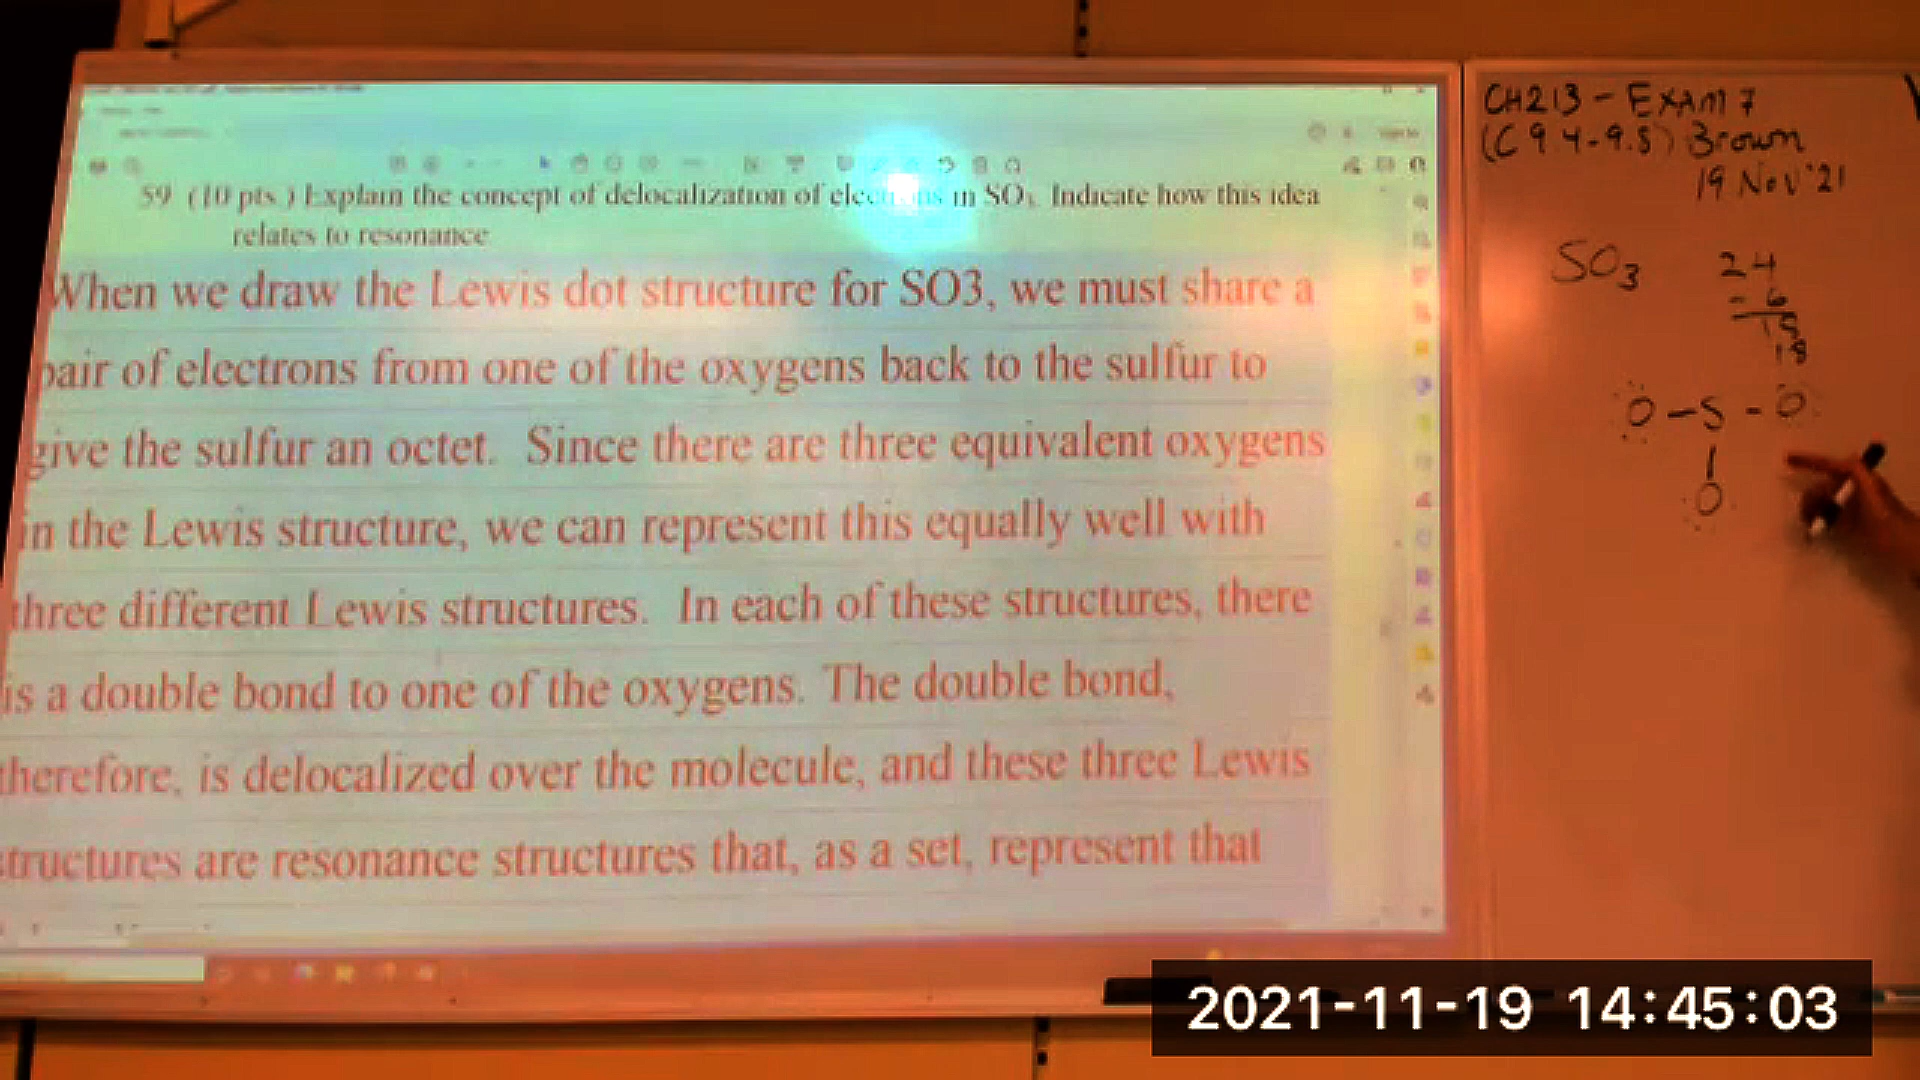 59 (10 pts.) Explain the concept of delocalization of electrons in SO3. Indicate how this idea
relates to resonance
When we draw the Lewis dot structure for SO3, we must share a
pair of electrons from one of the oxygens back to the sulfur to
give the sulfur an octet. Since there are three equivalent oxygens
in the Lewis structure, we can represent this equally well with
three different Lewis structures. In each of these structures, there
is a double bond to one of the oxygens. The double bond,
therefore, is delocalized over the molecule, and these three Lewis
structures are resonance structures that, as a set, represent that
CH213 - EXAM 7
(C 9.4-9.8) Brown
19 Nov '21
SO3 24
- 6
18
18
O - S - O
|
O
2021-11-19 14:45:03